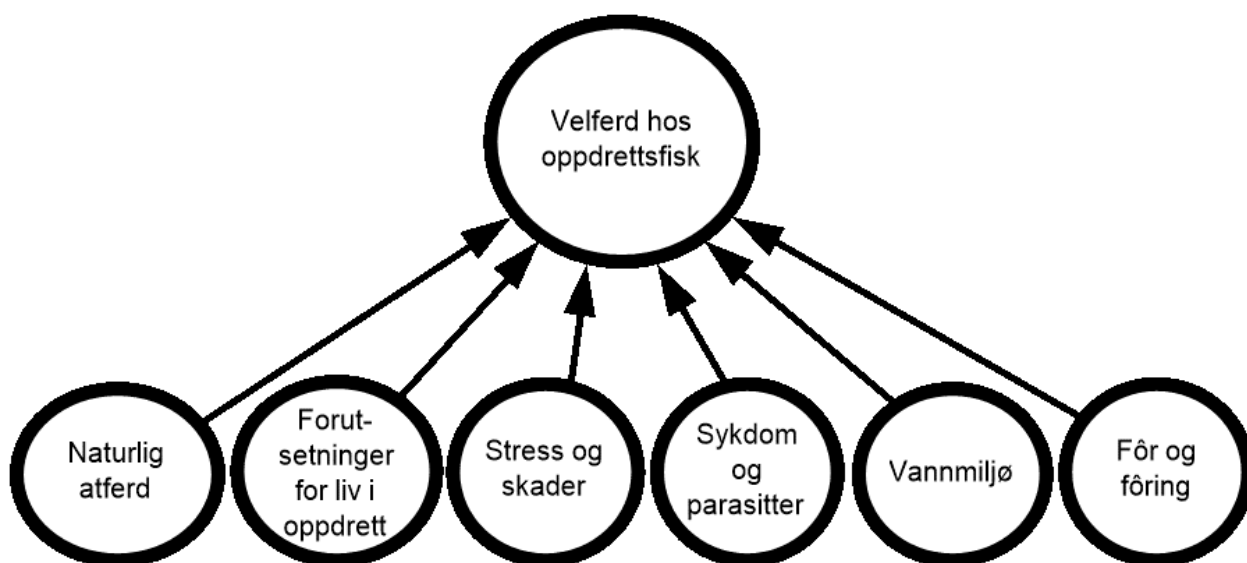 Velferd hos
oppdrettsfisk
Naturlig
atferd
Forut-
setninger
for liv i
oppdrett
Stress og
skader
Sykdom
og
parasitter
Vannmiljø
Fôr og
fôring